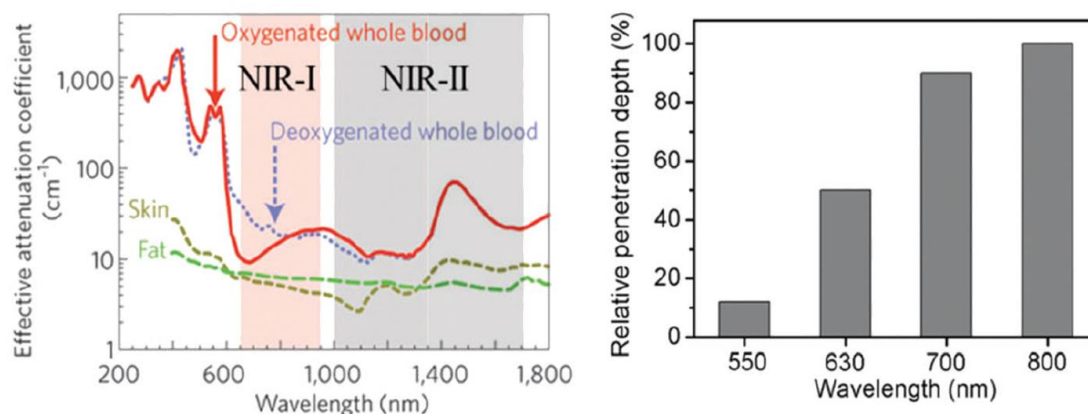 Effective attenuation coefficient
(cm⁻¹)
1,000
100
10
1
Oxygenated whole blood
NIR-I
NIR-II
Deoxygenated whole blood
Skin
Fat
200
600
1,000
1,400
1,800
Wavelength (nm)
Relative penetration depth (%)
100
80
60
40
20
0
550
630
700
800
Wavelength (nm)